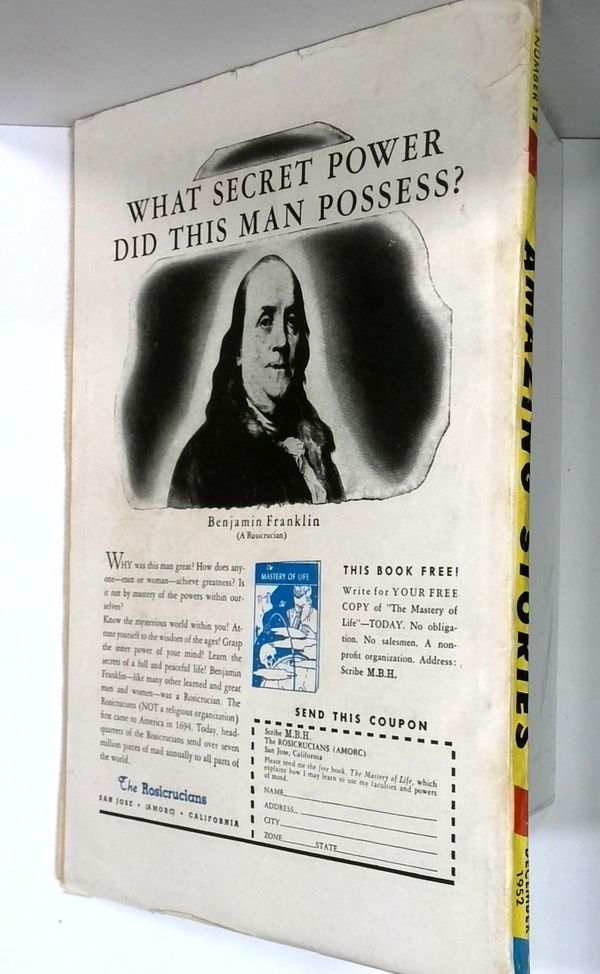 WHAT SECRET POWER
DID THIS MAN POSSESS?
Benjamin Franklin
(A Rosicrucian)
WHY was this man great? How does any-
one—man or woman—achieve greatness? Is
it not by mastery of the powers within our-
selves?
Know the mysterious world within you! At-
tune yourself to the wisdom of the ages! Grasp
the inner power of your mind! Learn the
secrets of a full and peaceful life! Benjamin
Franklin—like many other learned and great
men and women—was a Rosicrucian. The
Rosicrucians (NOT a religious organization)
first came to America in 1694. Today, head-
quarters of the Rosicrucians send over seven
million pieces of mail annually to all parts of
the world.
The Rosicrucians
SAN JOSE • (AMORC) • CALIFORNIA
The
MASTERY OF LIFE
THIS BOOK FREE!
Write for YOUR FREE
COPY of "The Mastery of
Life"—TODAY. No obliga-
tion. No salesmen. A non-
profit organization. Address:
Scribe M.B.H.
SEND THIS COUPON
Scribe M.B.H.
The ROSICRUCIANS (AMORC)
San Jose, California
Please send me the free book, The Mastery of Life, which
explains how I may learn to use my faculties and powers
of mind.
NAME
ADDRESS
CITY
ZONE STATE
NUMBER 12
AMAZING STORIES
DECEMBER
1952